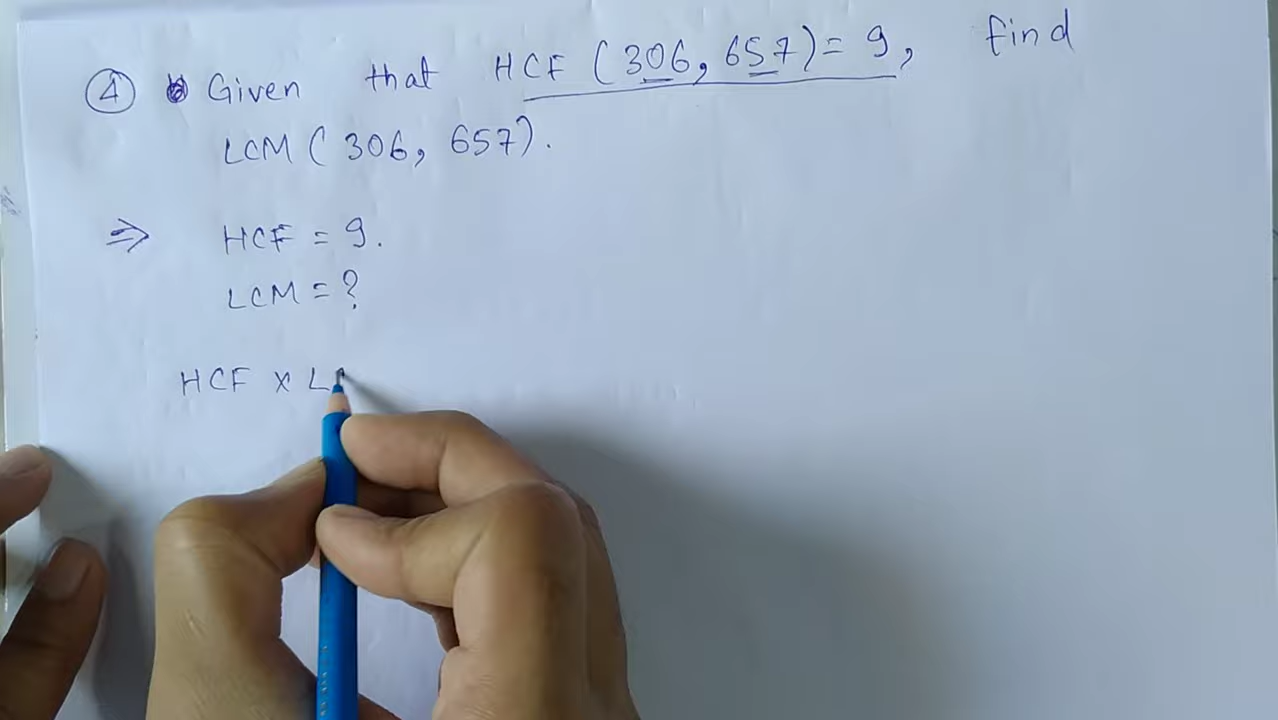 ④ Given that HCF (306, 657) = 9, find
LCM (306, 657).
⇒ HCF = 9.
LCM = ?
HCF × L